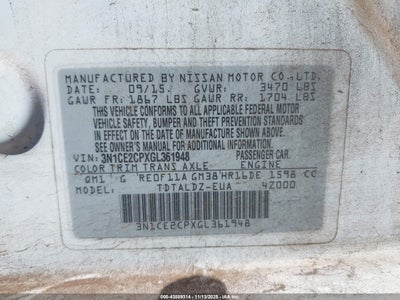 MANUFACTURED BY NISSAN MOTOR CO.,LTD.
DATE: 09/15. GVWR: 3470 LBS
GAWR FR: 1867 LBS GAWR RR: 1704 LBS
THIS VEHICLE CONFORMS TO ALL APPLICABLE FEDERAL MOTOR
VEHICLE SAFETY, BUMPER AND THEFT PREVENTION STANDARDS
IN EFFECT ON THE DATE OF MANUFACTURE SHOWN ABOVE.
SEE OWNER'S MANUAL FOR ADDITIONAL INFORMATION.
VIN: 3N1CE2CPXGL361948 PASSENGER CAR.
COLOR TRIM TRANS AXLE: ENGINE
QM1 G RE0F11A GM38 HR16DE 1598 CC
MODEL: TDTALDZ-EUA 42000
3N1CE2CPXGL361948
000-43589314 - 11/13/2025 - IAAI.COM